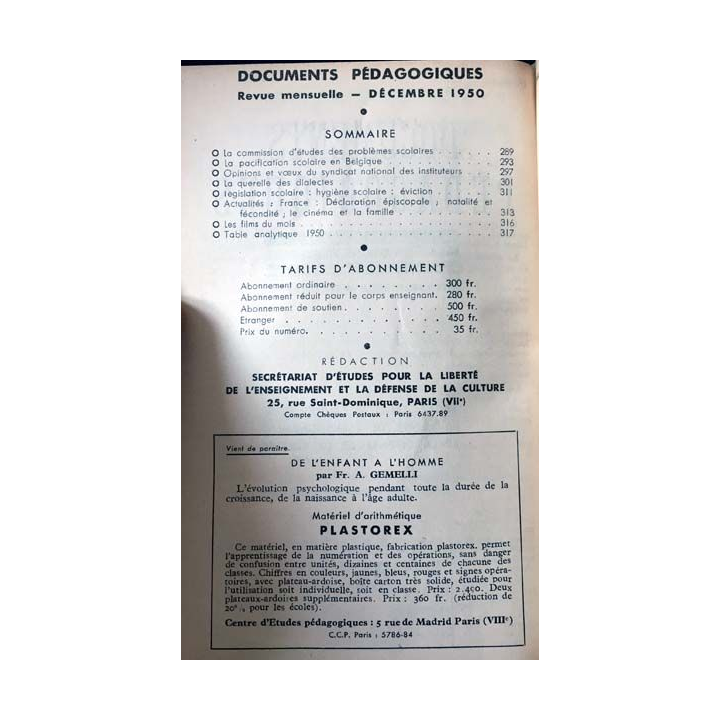 DOCUMENTS PÉDAGOGIQUES
Revue mensuelle — DÉCEMBRE 1950
SOMMAIRE
La commission d'études des problèmes scolaires . . . . . . 289
La pacification scolaire en Belgique . . . . . . . . . . 293
Opinions et vœux du syndicat national des instituteurs . . . 297
La querelle des dialectes . . . . . . . . . . . . . . 301
Législation scolaire : hygiène scolaire : éviction . . . . . 311
Actualités : France : Déclaration épiscopale ; natalité et
fécondité ; le cinéma et la famille . . . . . . . . . 313
Les films du mois . . . . . . . . . . . . . . . . . 316
Table analytique 1950 . . . . . . . . . . . . . . . 317
TARIFS D'ABONNEMENT
Abonnement ordinaire . . . . . . . . 300 fr.
Abonnement réduit pour le corps enseignant. 280 fr.
Abonnement de soutien . . . . . . . . 500 fr.
Etranger . . . . . . . . . . . . . 450 fr.
Prix du numéro. . . . . . . . . . . 35 fr.
RÉDACTION
SECRÉTARIAT D'ÉTUDES POUR LA LIBERTÉ
DE L'ENSEIGNEMENT ET LA DÉFENSE DE LA CULTURE
25, rue Saint-Dominique, PARIS (VIIe)
Compte Chèques Postaux : Paris 6437.89
Vient de paraître.
DE L'ENFANT A L'HOMME
par Fr. A. GEMELLI
L'évolution psychologique pendant toute la durée de la
croissance, de la naissance à l'âge adulte.
Matériel d'arithmétique
PLASTOREX
Ce matériel, en matière plastique, fabrication plastorex. permet
l'apprentissage de la numération et des opérations, sans danger
de confusion entre unités, dizaines et centaines de chacune des
classes. Chiffres en couleurs, jaunes, bleus, rouges et signes opéra-
toires, avec plateau-ardoise, boîte carton très solide, étudiée pour
l'utilisation soit individuelle, soit en classe. Prix : 2.400. Deux
plateaux-ardoises supplémentaires. Prix : 360 fr. (réduction de
20% pour les écoles).
Centre d'Etudes pédagogiques : 5 rue de Madrid Paris (VIIIe)
C.C.P. Paris : 5786-84